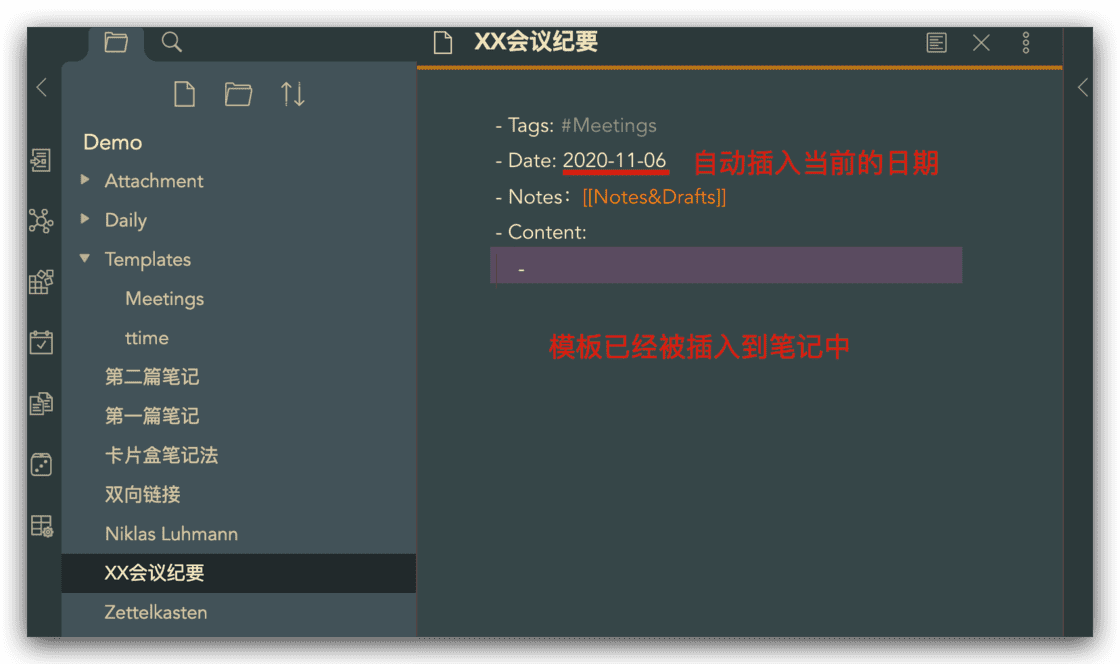 XX会议纪要
Demo
Attachment
Daily
Templates
Meetings
ttime
第二篇笔记
第一篇笔记
卡片盒笔记法
双向链接
Niklas Luhmann
XX会议纪要
Zettelkasten
- Tags: #Meetings
- Date: 2020-11-06 自动插入当前的日期
- Notes：[[Notes&Drafts]]
- Content:
-
模板已经被插入到笔记中